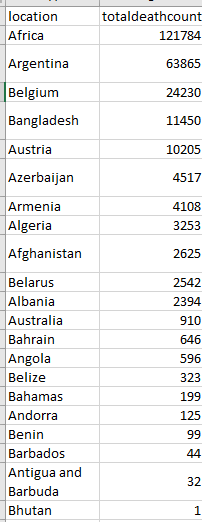 location totaldeathcount
Africa 121784
Argentina 63865
Belgium 24230
Bangladesh 11450
Austria 10205
Azerbaijan 4517
Armenia 4108
Algeria 3253
Afghanistan 2625
Belarus 2542
Albania 2394
Australia 910
Bahrain 646
Angola 596
Belize 323
Bahamas 199
Andorra 125
Benin 99
Barbados 44
Antigua and
Barbuda 32
Bhutan 1